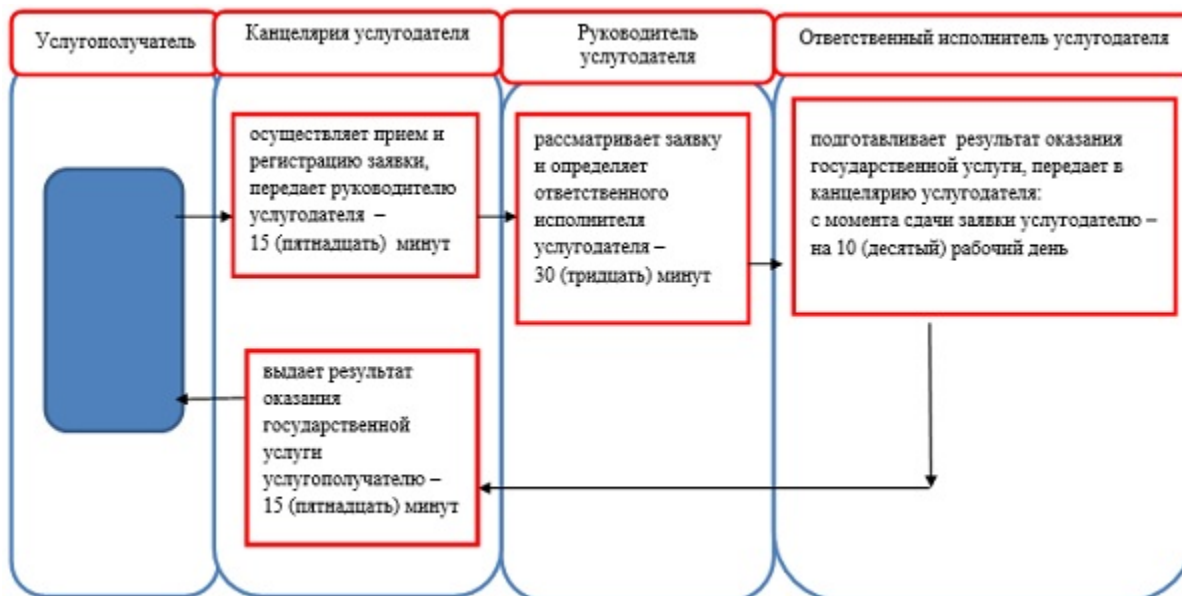 Услугополучатель
Канцелярия услугодателя
Руководитель
услугодателя
Ответственный исполнитель услугодателя
осуществляет прием и
регистрацию заявки,
передает руководителю
услугодателя –
15 (пятнадцать) минут
рассматривает заявку
и определяет
ответственного
исполнителя
услугодателя –
30 (тридцать) минут
подготавливает результат оказания
государственной услуги, передает в
канцелярию услугодателя:
с момента сдачи заявки услугодателю –
на 10 (десятый) рабочий день
выдает результат
оказания
государственной
услуги
услугополучателю –
15 (пятнадцать) минут